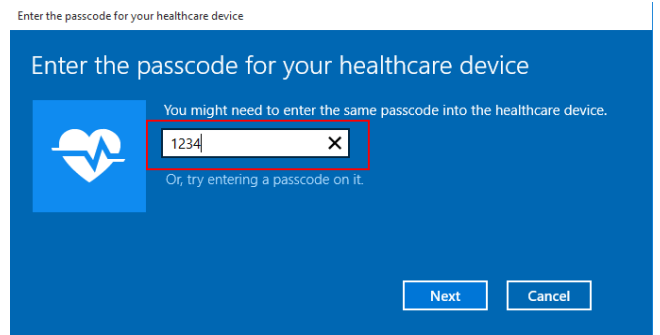 Enter the passcode for your healthcare device
Enter the passcode for your healthcare device
You might need to enter the same passcode into the healthcare device.
1234
Or, try entering a passcode on it.
Next Cancel